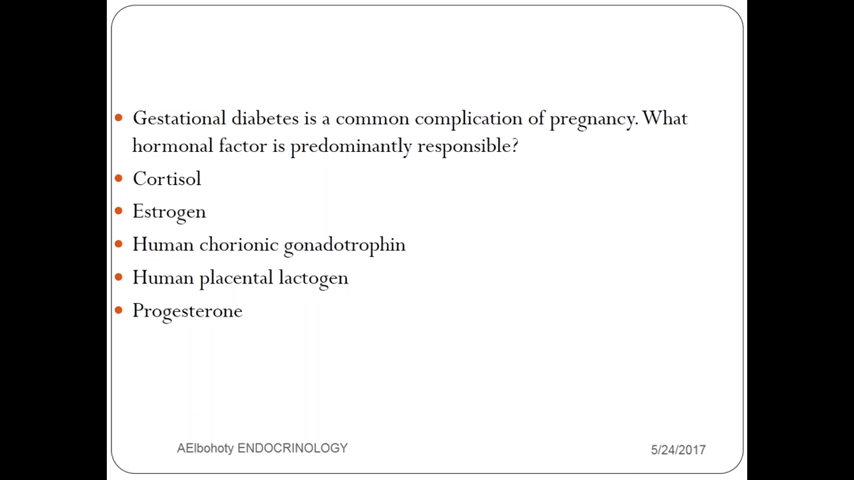 Gestational diabetes is a common complication of pregnancy. What
hormonal factor is predominantly responsible?
Cortisol
Estrogen
Human chorionic gonadotrophin
Human placental lactogen
Progesterone
AElbohoty ENDOCRINOLOGY
5/24/2017